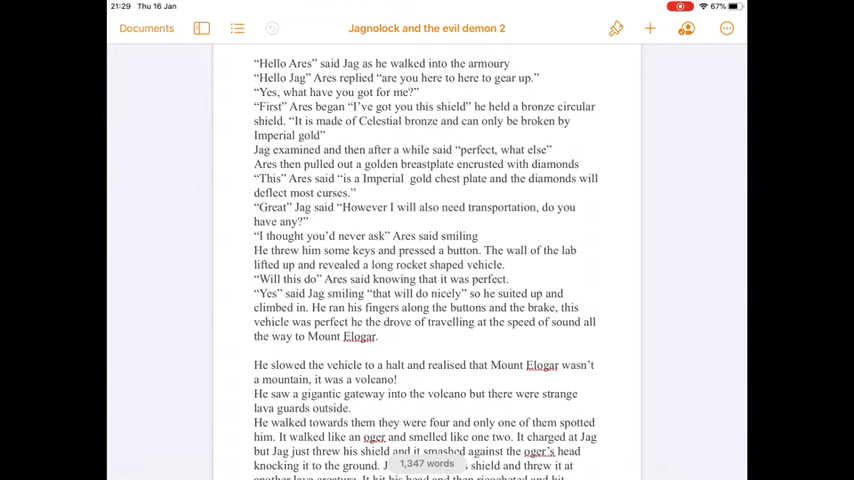 21:29 Thu 16 Jan
67%
Documents
Jagnolock and the evil demon 2
“Hello Ares” said Jag as he walked into the armoury
“Hello Jag” Ares replied “are you here to here to gear up.”
“Yes, what have you got for me?”
“First” Ares began “I’ve got you this shield” he held a bronze circular
shield. “It is made of Celestial bronze and can only be broken by
Imperial gold”
Jag examined and then after a while said “perfect, what else”
Ares then pulled out a golden breastplate encrusted with diamonds
“This” Ares said “is a Imperial  gold chest plate and the diamonds will
deflect most curses.”
“Great” Jag said “However I will also need transportation, do you
have any?”
“I thought you’d never ask” Ares said smiling
He threw him some keys and pressed a button. The wall of the lab
lifted up and revealed a long rocket shaped vehicle.
“Will this do” Ares said knowing that it was perfect.
“Yes” said Jag smiling “that will do nicely” so he suited up and
climbed in. He ran his fingers along the buttons and the brake, this
vehicle was perfect he the drove of travelling at the speed of sound all
the way to Mount Elogar.
He slowed the vehicle to a halt and realised that Mount Elogar wasn’t
a mountain, it was a volcano!
He saw a gigantic gateway into the volcano but there were strange
lava guards outside.
He walked towards them they were four and only one of them spotted
him. It walked like an oger and smelled like one two. It charged at Jag
but Jag just threw his shield and it smashed against the oger’s head
knocking it to the ground. shield and threw it at
1,347 words
another lava creature. It hit his head and then ricocheted and hit